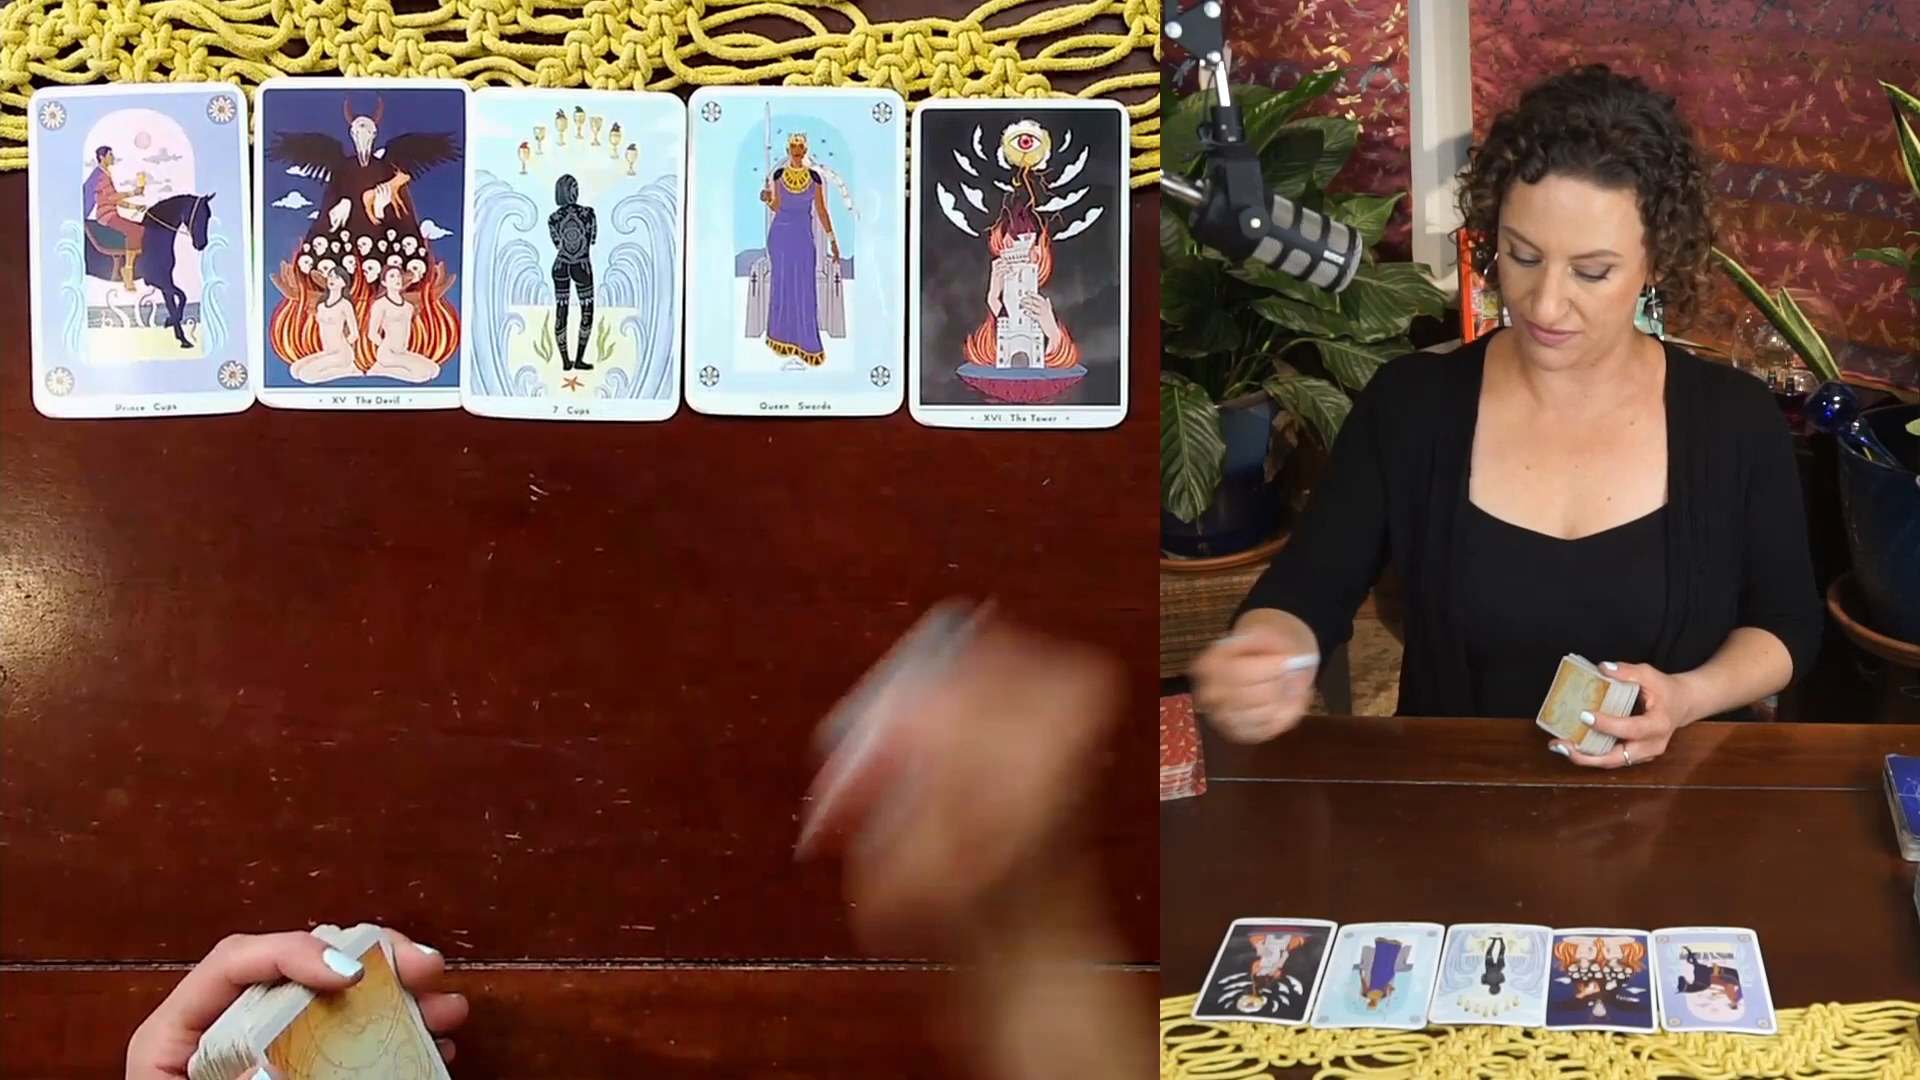 Prince Cups
XV The Devil
7 Cups
Queen Swords
XVI The Tower